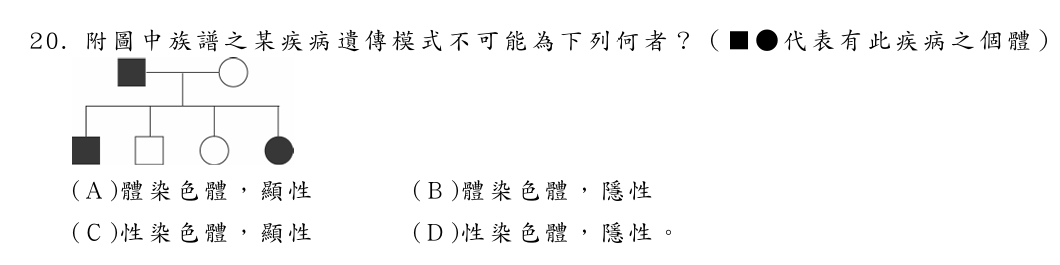 20. 附圖中族譜之某疾病遺傳模式不可能為下列何者？（■●代表有此疾病之個體）
(A)體染色體，顯性 (B)體染色體，隱性
(C)性染色體，顯性 (D)性染色體，隱性。